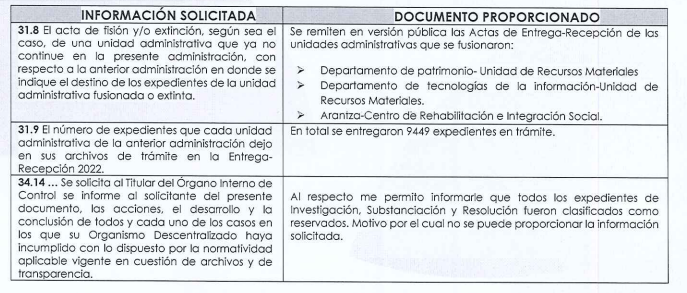 INFORMACIÓN SOLICITADA
DOCUMENTO PROPORCIONADO
31.8 El acta de fisión y/o extinción, según sea el
caso, de una unidad administrativa que ya no
continue en la presente administración, con
respecto a la anterior administración en donde se
indique el destino de los expedientes de la unidad
administrativa fusionada o extinta.
Se remiten en versión pública las Actas de Entrega-Recepción de las
unidades administrativas que se fusionaron:
➢ Departamento de patrimonio- Unidad de Recursos Materiales
➢ Departamento de tecnologías de la información-Unidad de
Recursos Materiales.
➢ Arantza-Centro de Rehabilitación e Integración Social.
31.9 El número de expedientes que cada unidad
administrativa de la anterior administración dejo
en sus archivos de trámite en la Entrega-
Recepción 2022.
En total se entregaron 9449 expedientes en trámite.
34.14 ... Se solicita al Titular del Órgano Interno de
Control se informe al solicitante del presente
documento, las acciones, el desarrollo y la
conclusión de todos y cada uno de los casos en
los que su Organismo Descentralizado haya
incumplido con lo dispuesto por la normatividad
aplicable vigente en cuestión de archivos y de
transparencia.
Al respecto me permito informarle que todos los expedientes de
Investigación, Substanciación y Resolución fueron clasificados como
reservados. Motivo por el cual no se puede proporcionar la información
solicitada.